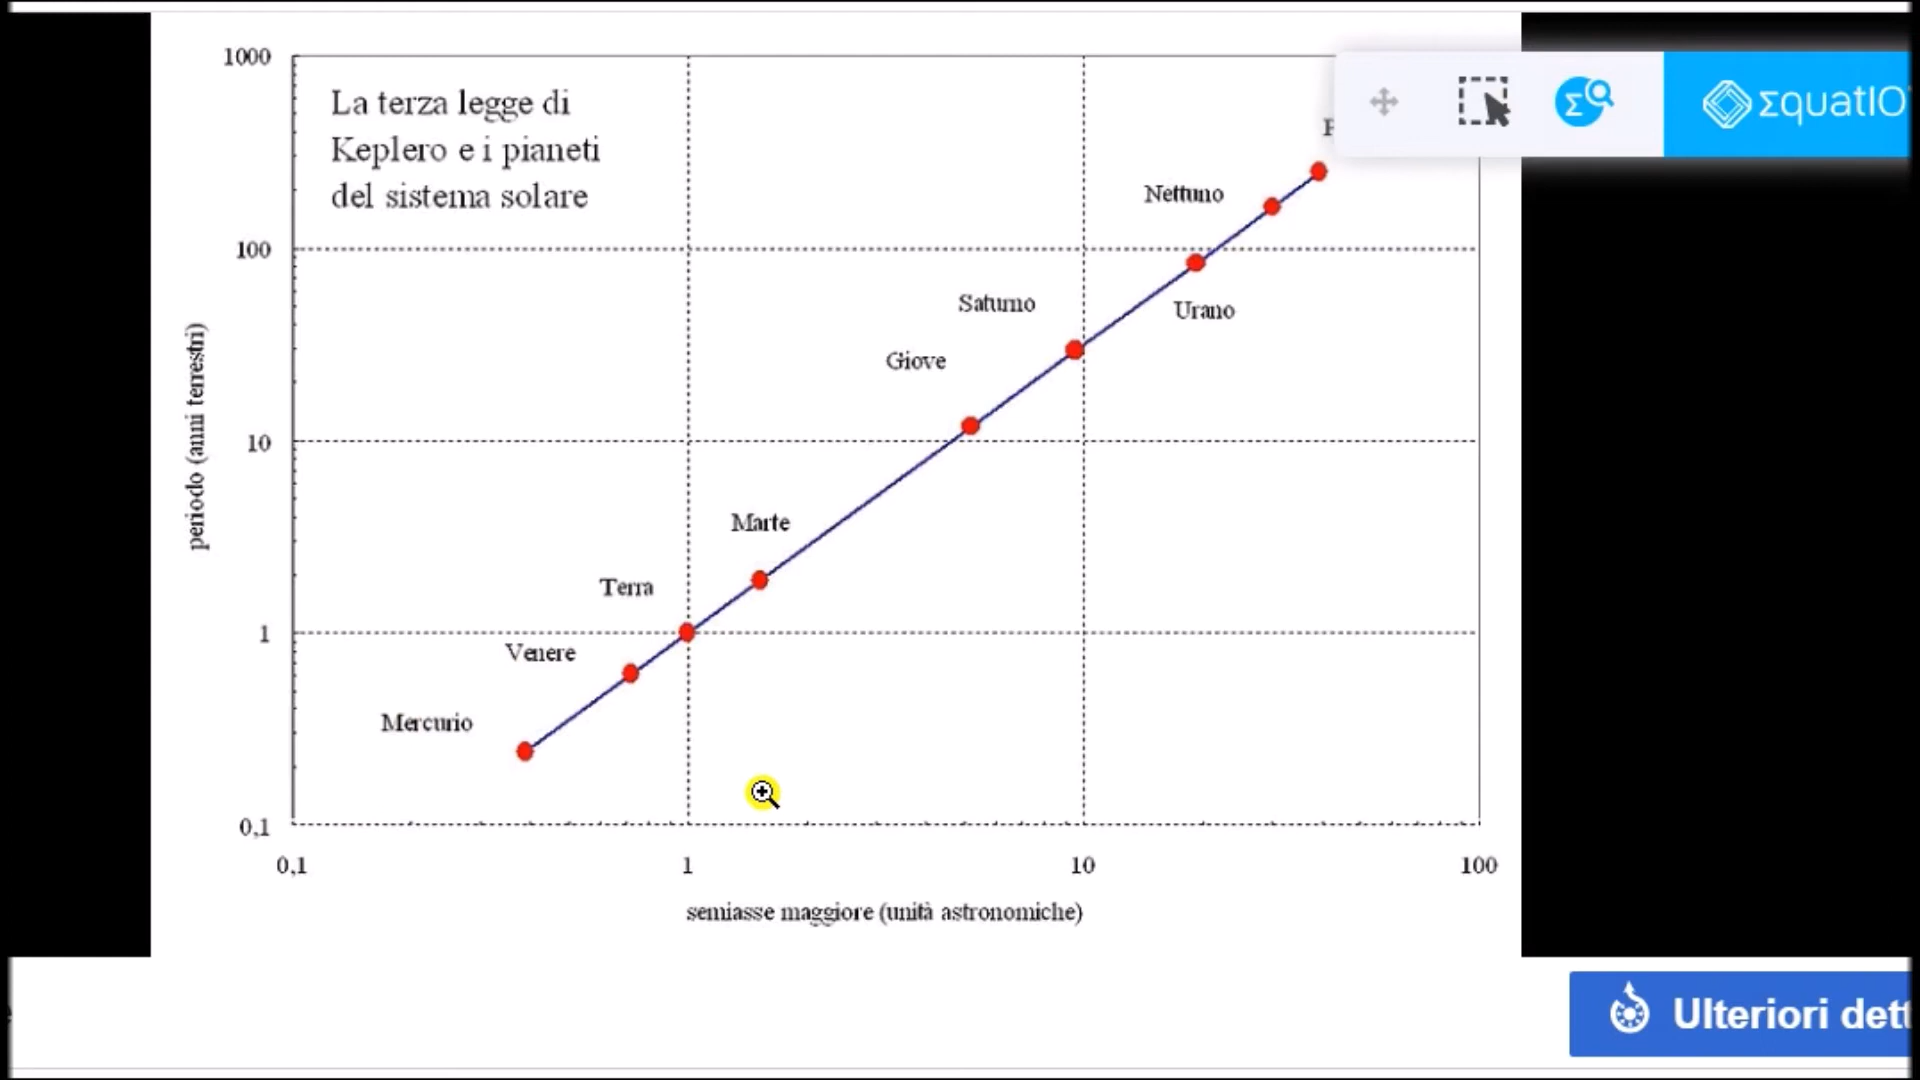 1000
La terza legge di
Keplero e i pianeti
del sistema solare
ΣquatIO
Nettuno
100
Urano
Saturno
Giove
periodo (anni terrestri)
10
Marte
Terra
1
Venere
Mercurio
0,1
0,1 1 10 100
semiasse maggiore (unità astronomiche)
Ulteriori